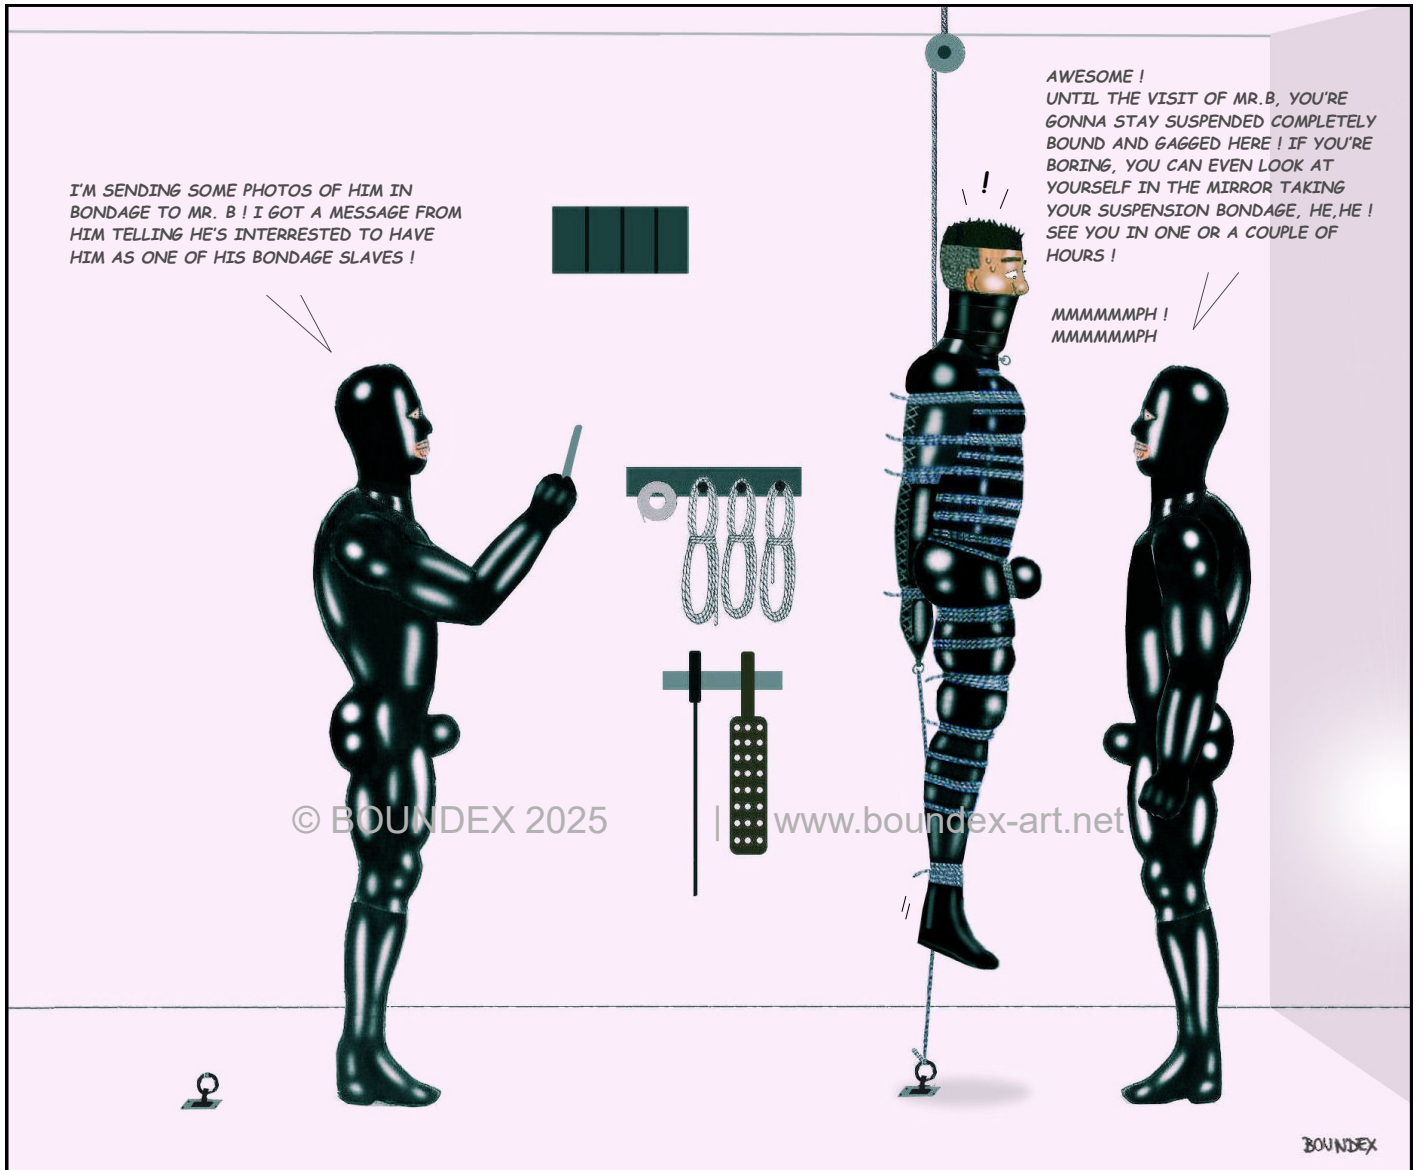 I'M SENDING SOME PHOTOS OF HIM IN
BONDAGE TO MR. B ! I GOT A MESSAGE FROM
HIM TELLING HE'S INTERRESTED TO HAVE
HIM AS ONE OF HIS BONDAGE SLAVES !
!
AWESOME !
UNTIL THE VISIT OF MR.B, YOU'RE
GONNA STAY SUSPENDED COMPLETELY
BOUND AND GAGGED HERE ! IF YOU'RE
BORING, YOU CAN EVEN LOOK AT
YOURSELF IN THE MIRROR TAKING
YOUR SUSPENSION BONDAGE, HE,HE !
SEE YOU IN ONE OR A COUPLE OF
HOURS !
MMMMMMPH !
MMMMMMPH
© BOUNDEX 2025 | www.boundex-art.net
BOUNDEX